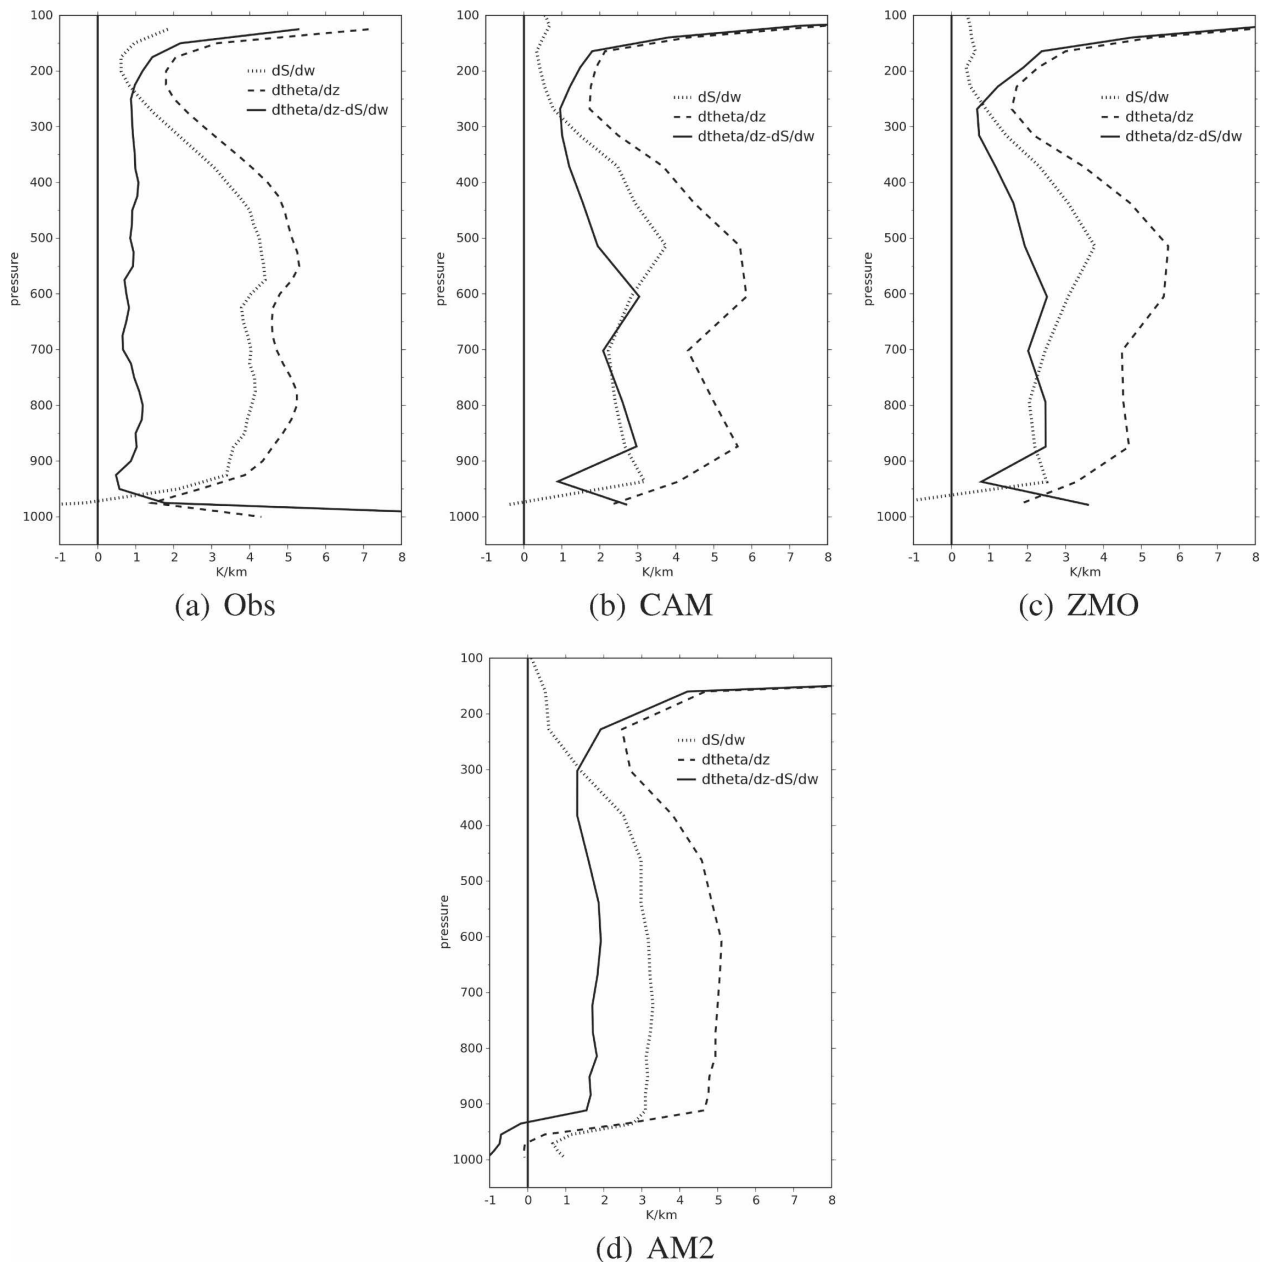 100
200
300
400
500
600
700
800
900
1000
pressure
-1 0 1 2 3 4 5 6 7 8
K/km
dS/dw
dtheta/dz
dtheta/dz-dS/dw
(a) Obs
100
200
300
400
500
600
700
800
900
1000
pressure
-1 0 1 2 3 4 5 6 7 8
K/km
dS/dw
dtheta/dz
dtheta/dz-dS/dw
(b) CAM
100
200
300
400
500
600
700
800
900
1000
pressure
-1 0 1 2 3 4 5 6 7 8
K/km
dS/dw
dtheta/dz
dtheta/dz-dS/dw
(c) ZMO
100
200
300
400
500
600
700
800
900
1000
pressure
-1 0 1 2 3 4 5 6 7 8
K/km
dS/dw
dtheta/dz
dtheta/dz-dS/dw
(d) AM2